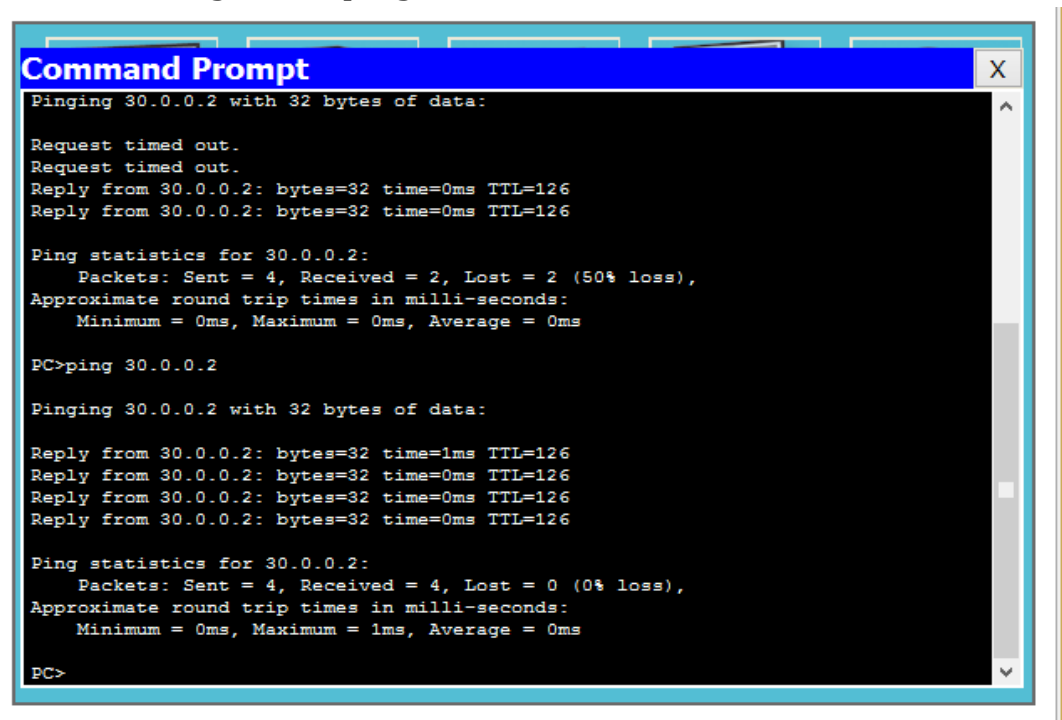 Command Prompt
X
Pinging 30.0.0.2 with 32 bytes of data:
Request timed out.
Request timed out.
Reply from 30.0.0.2: bytes=32 time=0ms TTL=126
Reply from 30.0.0.2: bytes=32 time=0ms TTL=126
Ping statistics for 30.0.0.2:
Packets: Sent = 4, Received = 2, Lost = 2 (50% loss),
Approximate round trip times in milli-seconds:
Minimum = 0ms, Maximum = 0ms, Average = 0ms
PC>ping 30.0.0.2
Pinging 30.0.0.2 with 32 bytes of data:
Reply from 30.0.0.2: bytes=32 time=1ms TTL=126
Reply from 30.0.0.2: bytes=32 time=0ms TTL=126
Reply from 30.0.0.2: bytes=32 time=0ms TTL=126
Reply from 30.0.0.2: bytes=32 time=0ms TTL=126
Ping statistics for 30.0.0.2:
Packets: Sent = 4, Received = 4, Lost = 0 (0% loss),
Approximate round trip times in milli-seconds:
Minimum = 0ms, Maximum = 1ms, Average = 0ms
PC>